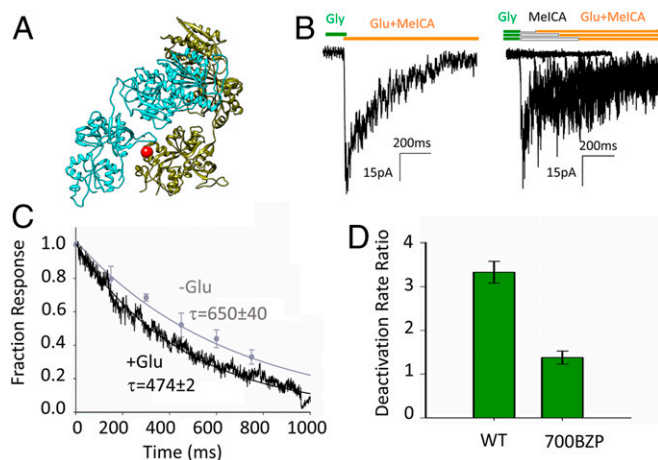 A
B
Gly Glu+MeICA
200ms
15pA
Gly MeICA Glu+MeICA
200ms
15pA
C
Fraction Response
1.0
0.8
0.6
0.4
0.2
0.0
-Glu
τ=650±40
+Glu
τ=474±2
0 200 400 600 800 1000
Time (ms)
D
Deactivation Rate Ratio
4
3
2
1
0
WT 700BZP